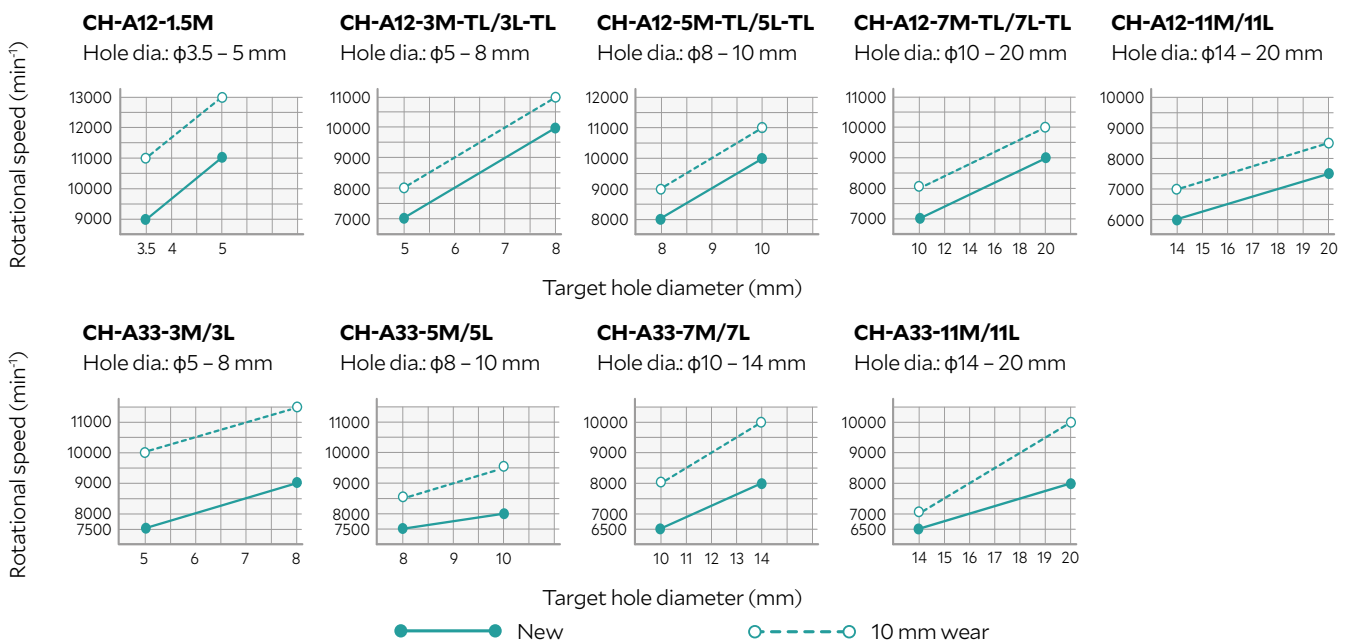 CH-A12-1.5M
Hole dia.: φ3.5 – 5 mm
CH-A12-3M-TL/3L-TL
Hole dia.: φ5 – 8 mm
CH-A12-5M-TL/5L-TL
Hole dia.: φ8 – 10 mm
CH-A12-7M-TL/7L-TL
Hole dia.: φ10 – 20 mm
CH-A12-11M/11L
Hole dia.: φ14 – 20 mm
Rotational speed (min⁻¹)
13000
12000
11000
10000
9000
3.5 4 5
11000
10000
9000
8000
7000
5 6 7 8
12000
11000
10000
9000
8000
8 9 10
11000
10000
9000
8000
7000
10 12 14 16 18 20
10000
9000
8000
7000
6000
14 15 16 17 18 19 20
Target hole diameter (mm)
CH-A33-3M/3L
Hole dia.: φ5 – 8 mm
CH-A33-5M/5L
Hole dia.: φ8 – 10 mm
CH-A33-7M/7L
Hole dia.: φ10 – 14 mm
CH-A33-11M/11L
Hole dia.: φ14 – 20 mm
Rotational speed (min⁻¹)
11000
10000
9000
8000
7500
5 6 7 8
11000
10000
9000
8000
7500
8 9 10
10000
9000
8000
7000
6500
10 11 12 13 14
10000
9000
8000
7000
6500
14 15 16 17 18 19 20
Target hole diameter (mm)
New
10 mm wear